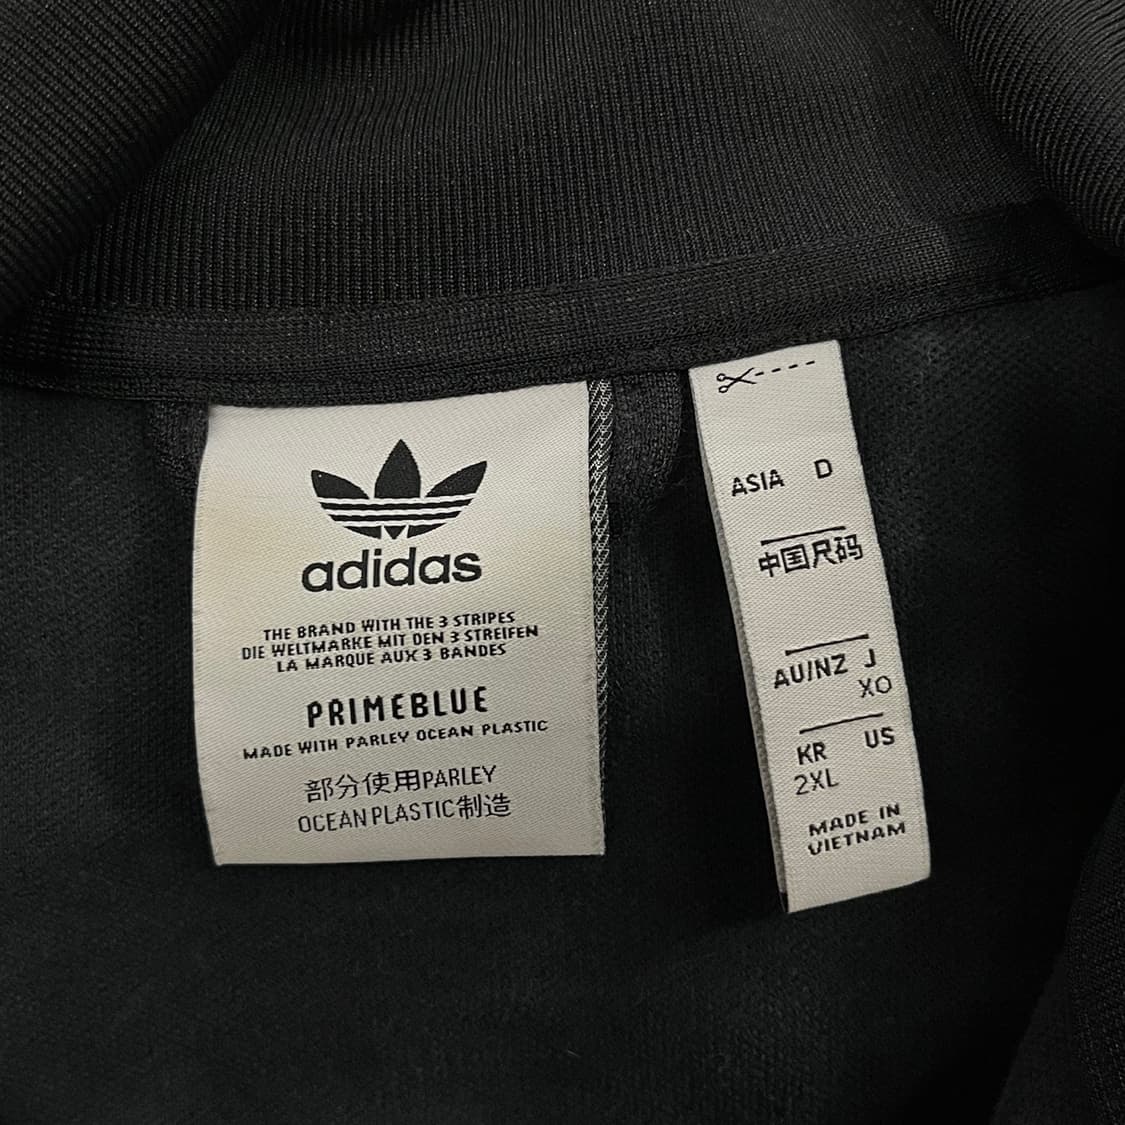 adidas
THE BRAND WITH THE 3 STRIPES
DIE WELTMARKE MIT DEN 3 STREIFEN
LA MARQUE AUX 3 BANDES
PRIMEBLUE
MADE WITH PARLEY OCEAN PLASTIC
部分使用PARLEY
OCEAN PLASTIC制造
ASIA D
中国尺码
AU/NZ J
XO
KR US
2XL
MADE IN
VIETNAM